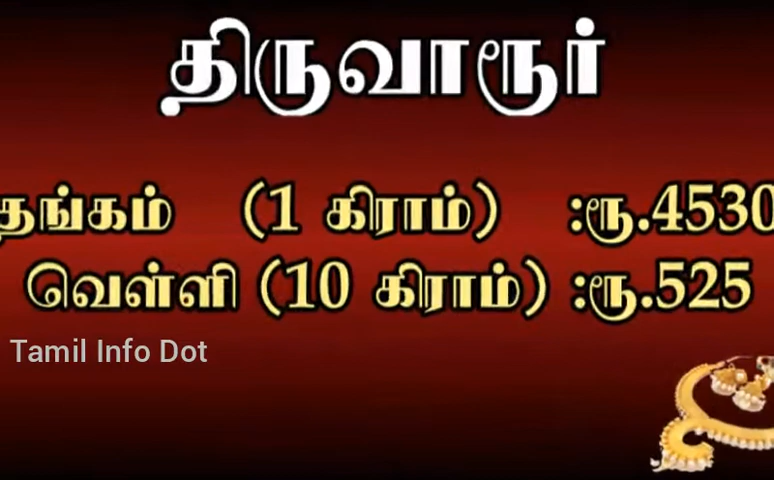 திருவாரூர்
தங்கம் (1 கிராம்) :ரூ.4530
வெள்ளி (10 கிராம்) :ரூ.525
Tamil Info Dot